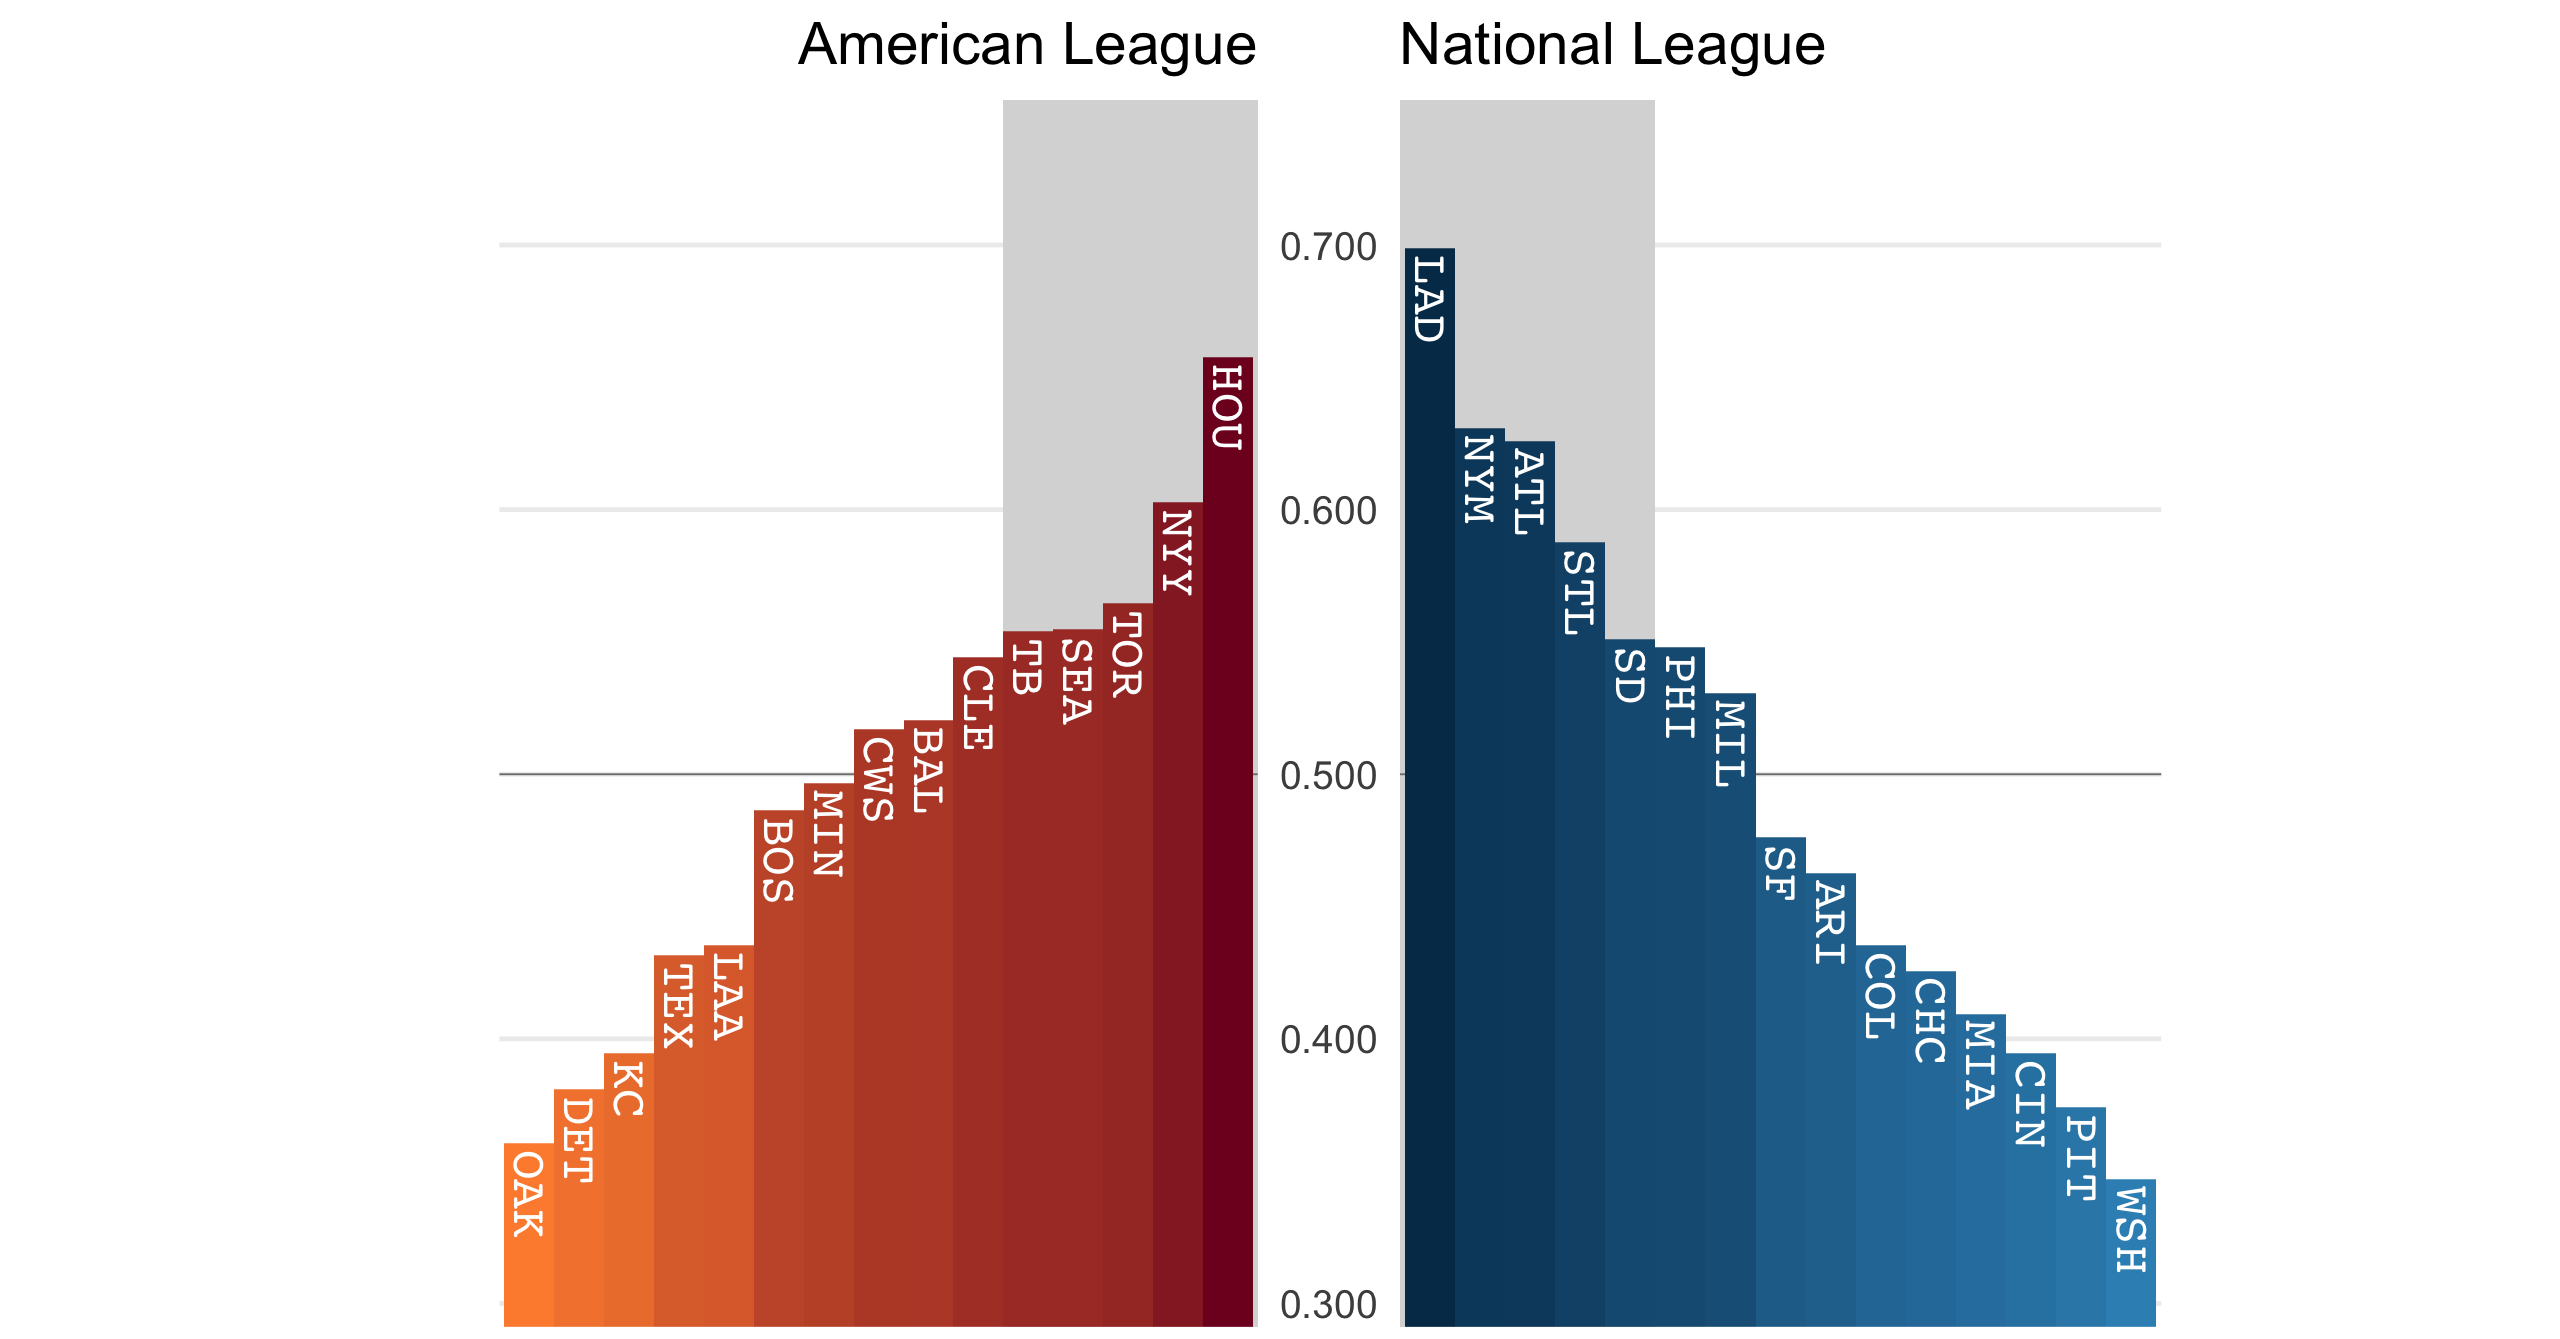 American League
National League
0.700
0.600
0.500
0.400
0.300
OAK
DET
KC
TEX
LAA
BOS
MIN
CWS
BAL
CLE
TB
SEA
TOR
NYY
HOU
LAD
NYM
ATL
STL
SD
PHI
MIL
SF
ARI
COL
CHC
MIA
CIN
PIT
WSH